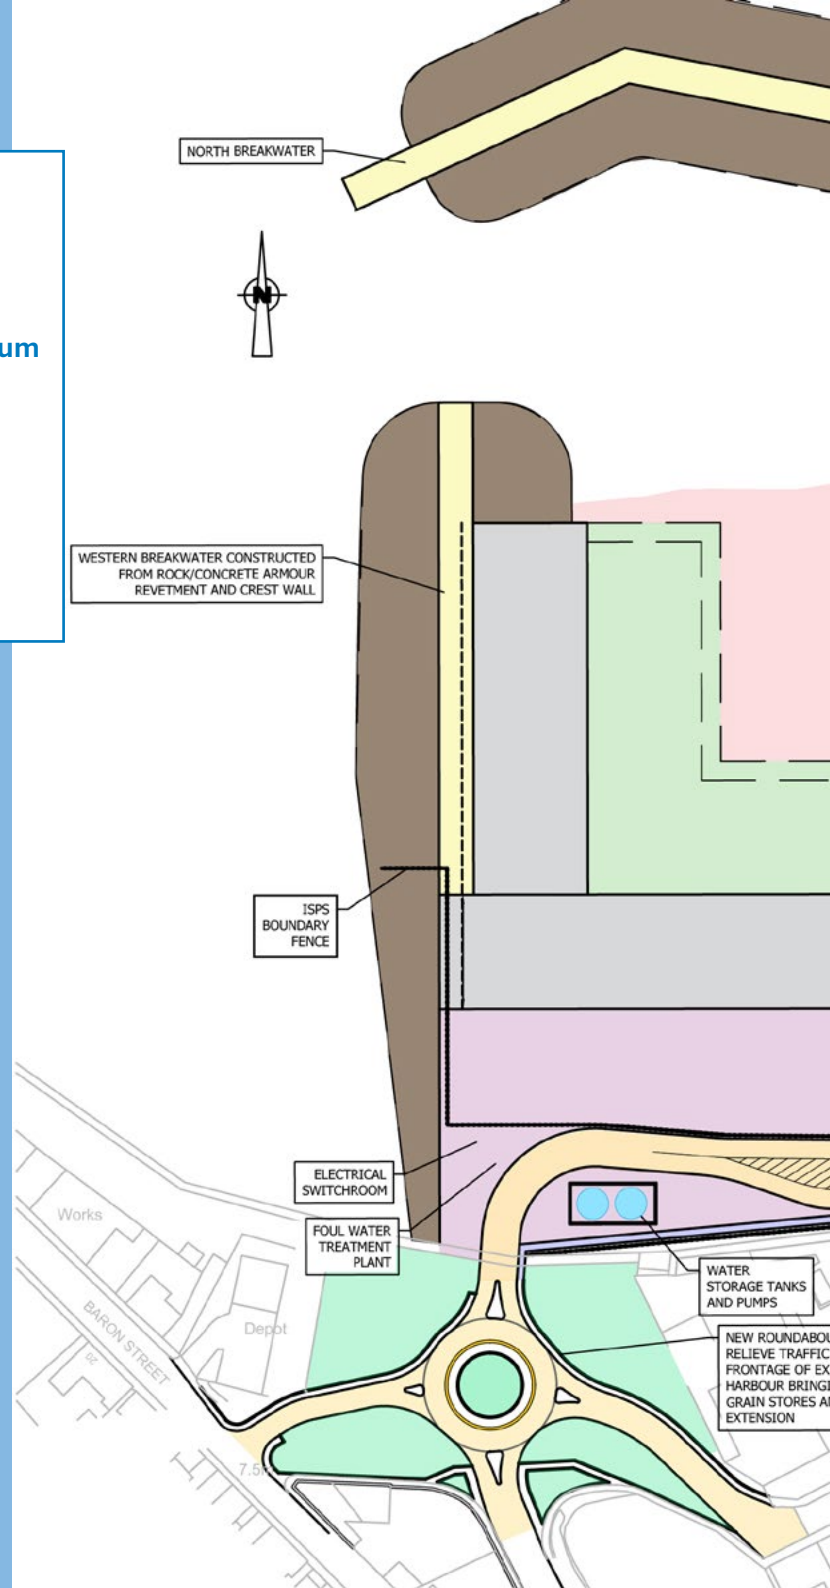 NORTH BREAKWATER
N
um
WESTERN BREAKWATER CONSTRUCTED
FROM ROCK/CONCRETE ARMOUR
REVETMENT AND CREST WALL
ISPS
BOUNDARY
FENCE
ELECTRICAL
SWITCHROOM
FOUL WATER
TREATMENT
PLANT
Works
BARON STREET
Depot
20
WATER
STORAGE TANKS
AND PUMPS
NEW ROUNDABOU
RELIEVE TRAFFIC
FRONTAGE OF EX
HARBOUR BRINGI
GRAIN STORES A
EXTENSION